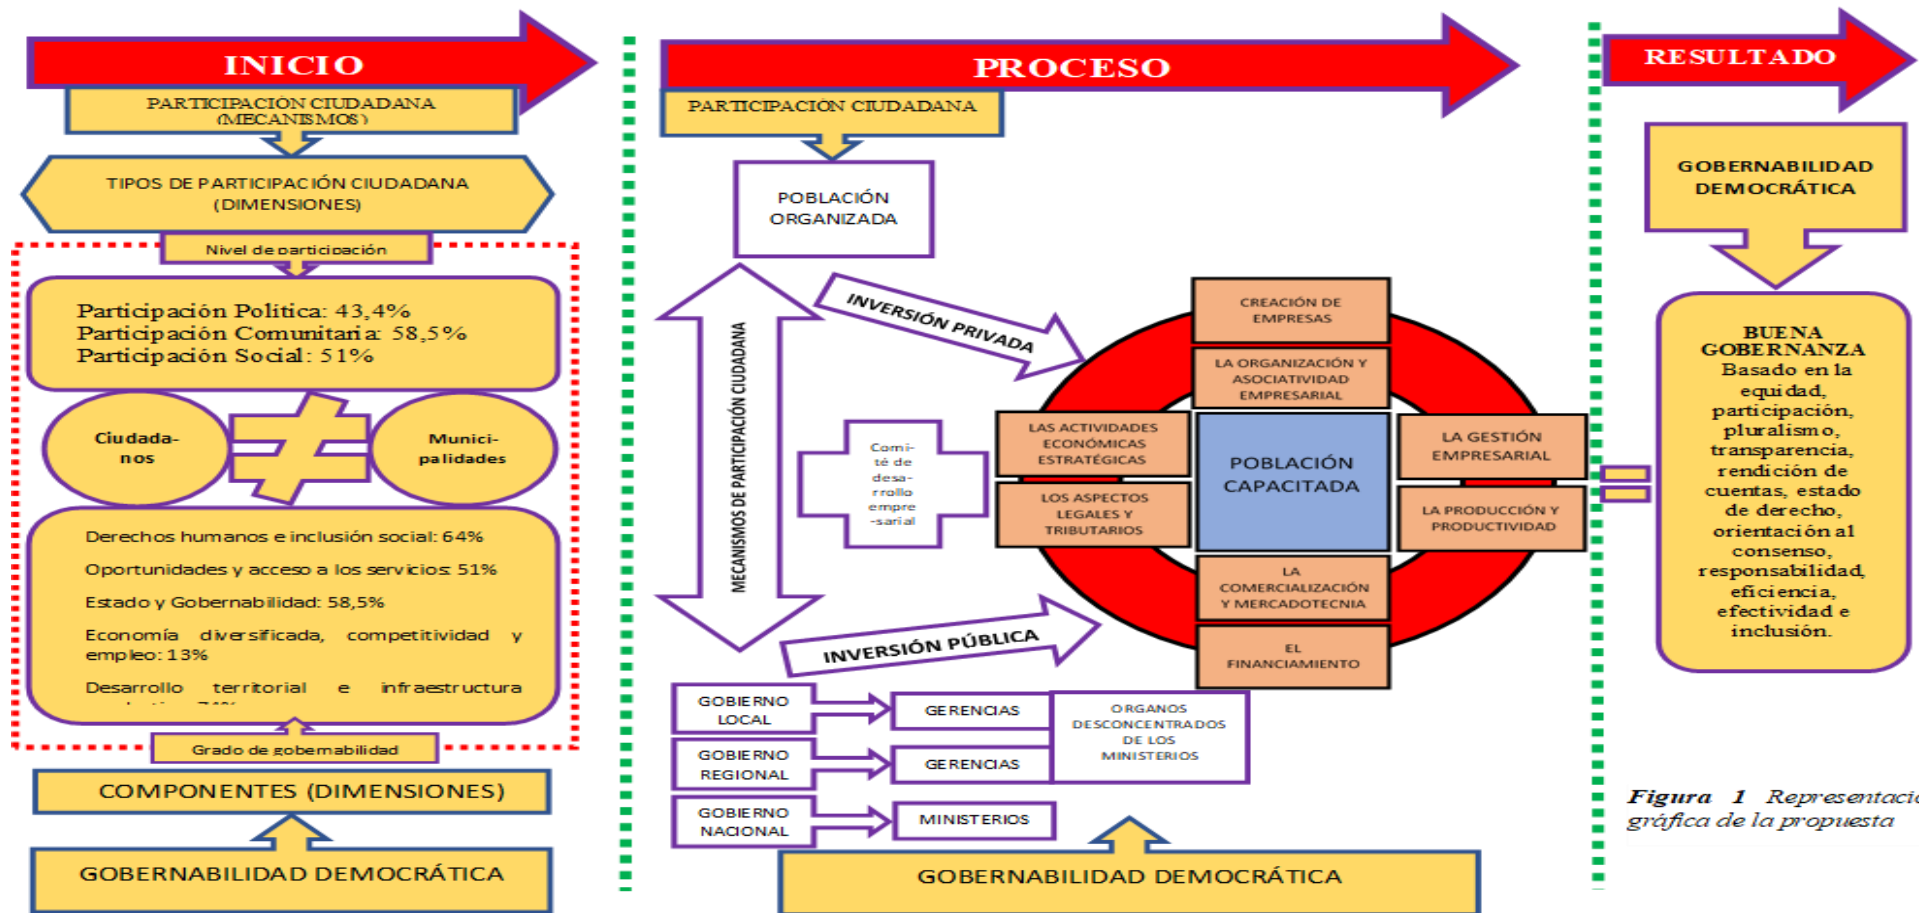 INICIO
PARTICIPACIÓN CIUDADANA
(MECANISMOS)
TIPOS DE PARTICIPACIÓN CIUDADANA
(DIMENSIONES)
Nivel de participación
Participación Política: 43,4%
Participación Comunitaria: 58,5%
Participación Social: 51%
Ciudada-
nos
Munici-
palidades
Derechos humanos e inclusión social: 64%
Oportunidades y acceso a los servicios: 51%
Estado y Gobernabilidad: 58,5%
Economía diversificada, competitividad y
empleo: 13%
Desarrollo territorial e infraestructura
Grado de gobernabilidad
COMPONENTES (DIMENSIONES)
GOBERNABILIDAD DEMOCRÁTICA
PROCESO
PARTICIPACIÓN CIUDADANA
POBLACIÓN
ORGANIZADA
MECANISMOS DE PARTICIPACIÓN CIUDADANA
INVERSIÓN PRIVADA
Comi-
té de
desa-
rrollo
empre
-sarial
INVERSIÓN PÚBLICA
CREACIÓN DE
EMPRESAS
LA ORGANIZACIÓN Y
ASOCIATIVIDAD
EMPRESARIAL
LAS ACTIVIDADES
ECONÓMICAS
ESTRATÉGICAS
LOS ASPECTOS
LEGALES Y
TRIBUTARIOS
POBLACIÓN
CAPACITADA
LA GESTIÓN
EMPRESARIAL
LA PRODUCCIÓN Y
PRODUCTIVIDAD
LA
COMERCIALIZACIÓN
Y MERCADOTECNIA
EL
FINANCIAMIENTO
GOBIERNO
LOCAL
GERENCIAS
GOBIERNO
REGIONAL
GERENCIAS
ORGANOS
DESCONCENTRADOS
DE LOS
MINISTERIOS
GOBIERNO
NACIONAL
MINISTERIOS
GOBERNABILIDAD DEMOCRÁTICA
RESULTADO
GOBERNABILIDAD
DEMOCRÁTICA
BUENA
GOBERNANZA
Basado en la
equidad,
participación,
pluralismo,
transparencia,
rendición de
cuentas, estado
de derecho,
orientación al
consenso,
responsabilidad,
eficiencia,
efectividad e
inclusión.
Figura 1 Representació
gráfica de la propuesta